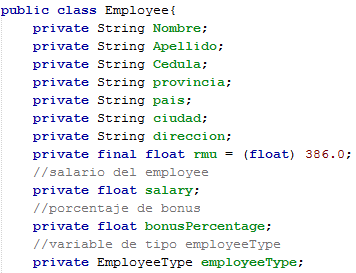 public class Employee{
private String Nombre;
private String Apellido;
private String Cedula;
private String provincia;
private String pais;
private String ciudad;
private String direccion;
private final float rmu = (float) 386.0;
//salario del employee
private float salary;
//porcentaje de bonus
private float bonusPercentage;
//variable de tipo employeeType
private EmployeeType employeeType;